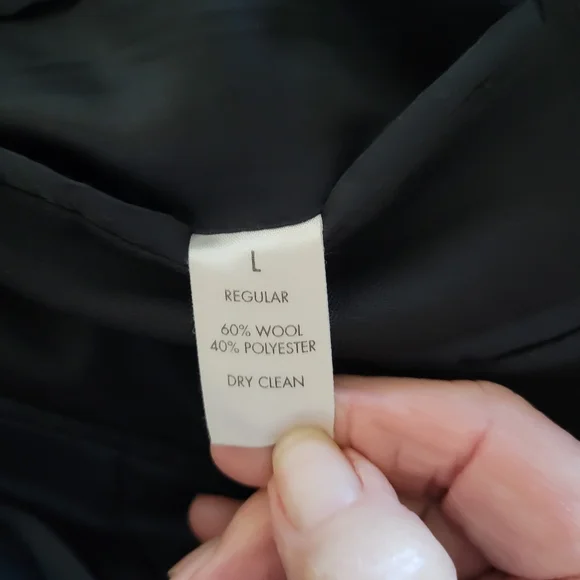 L
REGULAR
60% WOOL
40% POLYESTER
DRY CLEAN